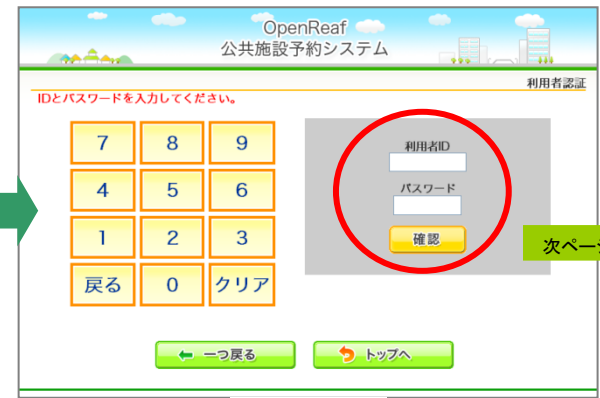 OpenReaf
公共施設予約システム
利用者認証
IDとパスワードを入力してください。
7 8 9
4 5 6
1 2 3
戻る 0 クリア
利用者ID
パスワード
確認
次ペー
一つ戻る
トップへ